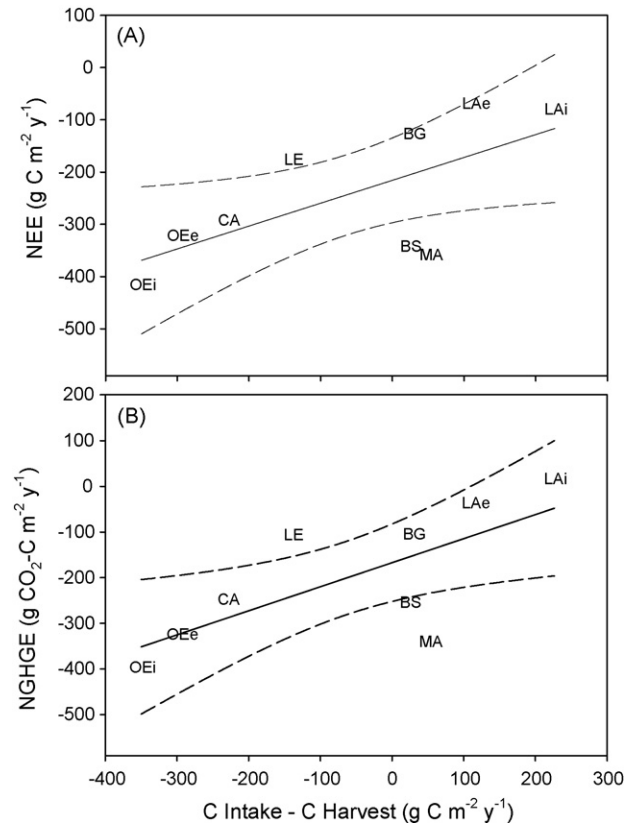 (A)
100
0
-100
-200
-300
-400
-500
NEE (g C m⁻² y⁻¹)
LAe
LAi
BG
LE
CA
OEe
BS
MA
OEi
(B)
200
100
0
-100
-200
-300
-400
-500
NGHGE (g CO₂-C m⁻² y⁻¹)
LAi
LAe
LE
BG
CA
BS
OEe
MA
OEi
-400 -300 -200 -100 0 100 200 300
C Intake - C Harvest (g C m⁻² y⁻¹)